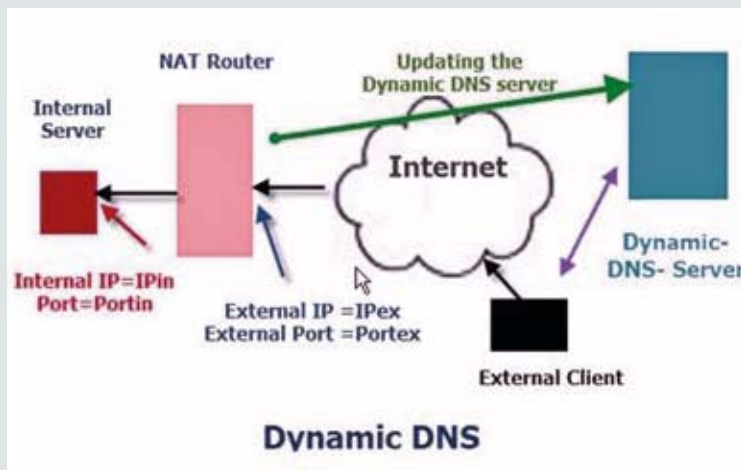 NAT Router
Updating the
Dynamic DNS server
Internal
Server
Internet
Dynamic-
DNS- Server
Internal IP=IPin
Port=Portin
External IP =IPex
External Port =Portex
External Client
Dynamic DNS